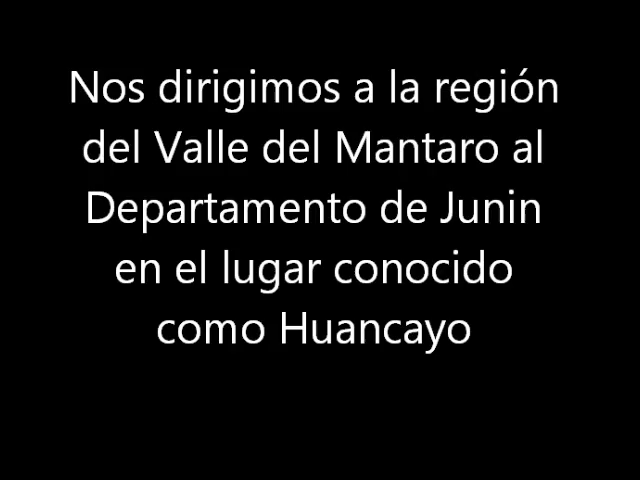 Nos dirigimos a la región
del Valle del Mantaro al
Departamento de Junin
en el lugar conocido
como Huancayo